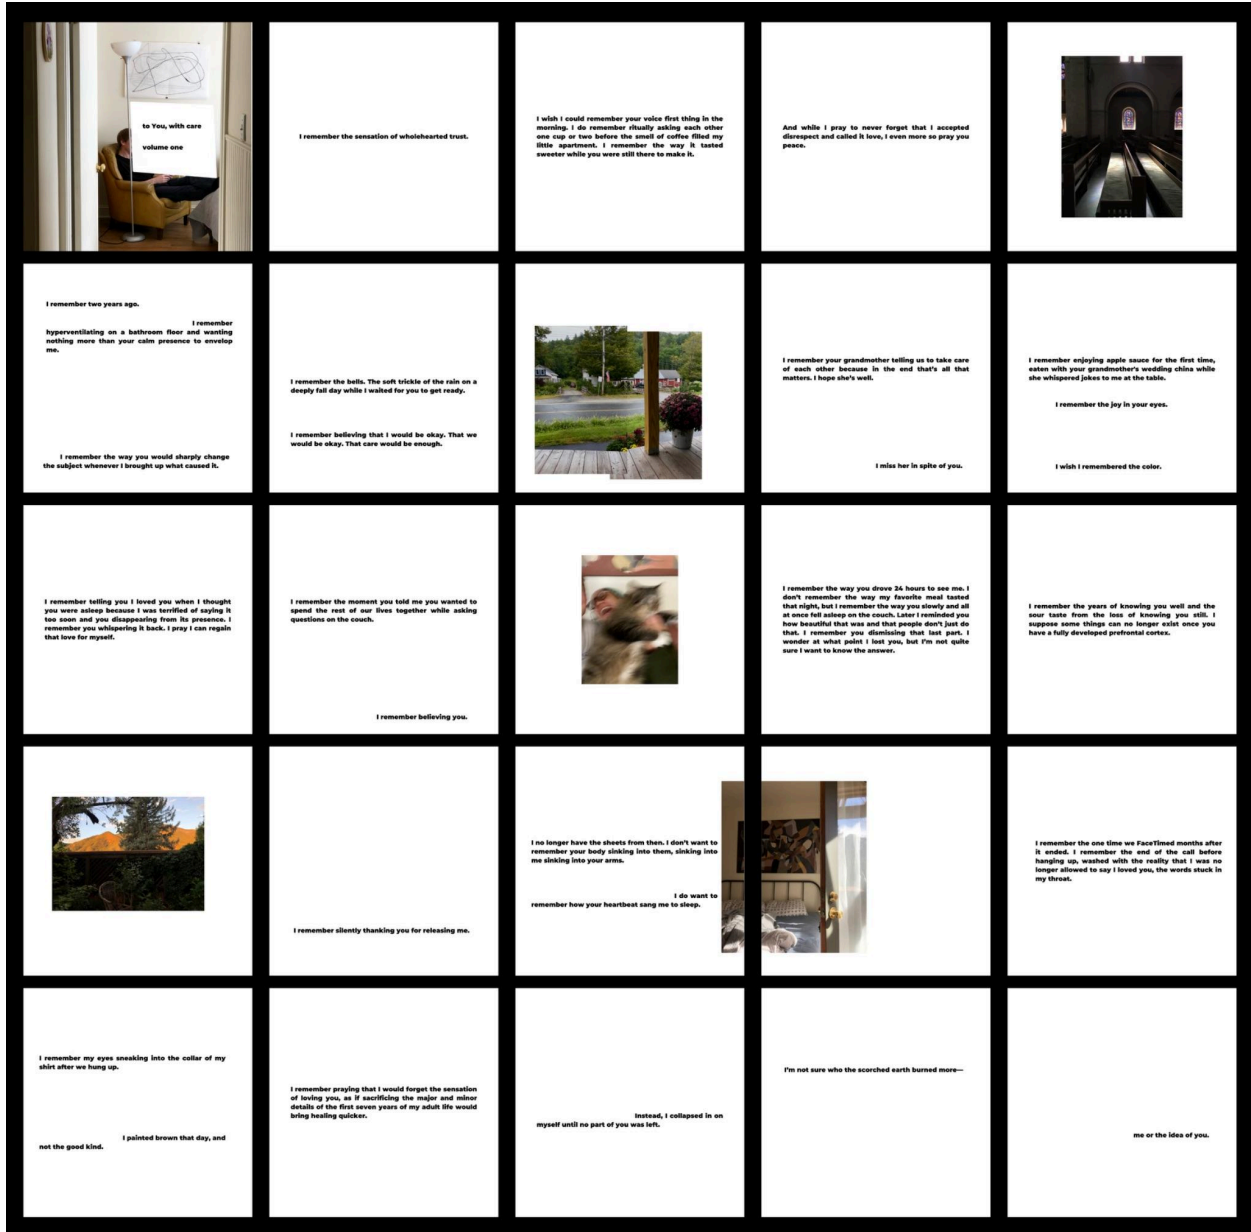 to You, with care
volume one
I remember the sensation of wholehearted trust.
I wish I could remember your voice first thing in the
morning. I do remember ritually asking each other
one cup or two before the smell of coffee filled my
little apartment. I remember the way it tasted
sweeter while you were still there to make it.
And while I pray to never forget that I accepted
disrespect and called it love, I even more so pray you
peace.
I remember two years ago.
I remember
hyperventilating on a bathroom floor and wanting
nothing more than your calm presence to envelop
me.
I remember the way you would sharply change
the subject whenever I brought up what caused it.
I remember the bells. The soft trickle of the rain on a
deeply fall day while I waited for you to get ready.
I remember believing that I would be okay. That we
would be okay. That care would be enough.
I remember your grandmother telling us to take care
of each other because in the end that's all that
matters. I hope she's well.
I miss her in spite of you.
I remember enjoying apple sauce for the first time,
eaten with your grandmother's wedding china while
she whispered jokes to me at the table.
I remember the joy in your eyes.
I wish I remembered the color.
I remember telling you I loved you when I thought
you were asleep because I was terrified of saying it
too soon and you disappearing from its presence. I
remember you whispering it back. I pray I can regain
that love for myself.
I remember the moment you told me you wanted to
spend the rest of our lives together while asking
questions on the couch.
I remember believing you.
I remember the way you drove 24 hours to see me. I
don't remember the way my favorite meal tasted
that night, but I remember the way you slowly and all
at once fell asleep on the couch. Later I reminded you
how beautiful that was and that people don't just do
that. I remember you dismissing that last part. I
wonder at what point I lost you, but I'm not quite
sure I want to know the answer.
I remember the years of knowing you well and the
sour taste from the loss of knowing you still. I
suppose some things can no longer exist once you
have a fully developed prefrontal cortex.
I remember silently thanking you for releasing me.
I no longer have the sheets from then. I don't want to
remember your body sinking into them, sinking into
me sinking into your arms.
I do want to
remember how your heartbeat sang me to sleep.
I remember the one time we FaceTimed months after
it ended. I remember the end of the call before
hanging up, washed with the reality that I was no
longer allowed to say I loved you, the words stuck in
my throat.
I remember my eyes sneaking into the collar of my
shirt after we hung up.
I painted brown that day, and
not the good kind.
I remember praying that I would forget the sensation
of loving you, as if sacrificing the major and minor
details of the first seven years of my adult life would
bring healing quicker.
Instead, I collapsed in on
myself until no part of you was left.
I'm not sure who the scorched earth burned more—
me or the idea of you.